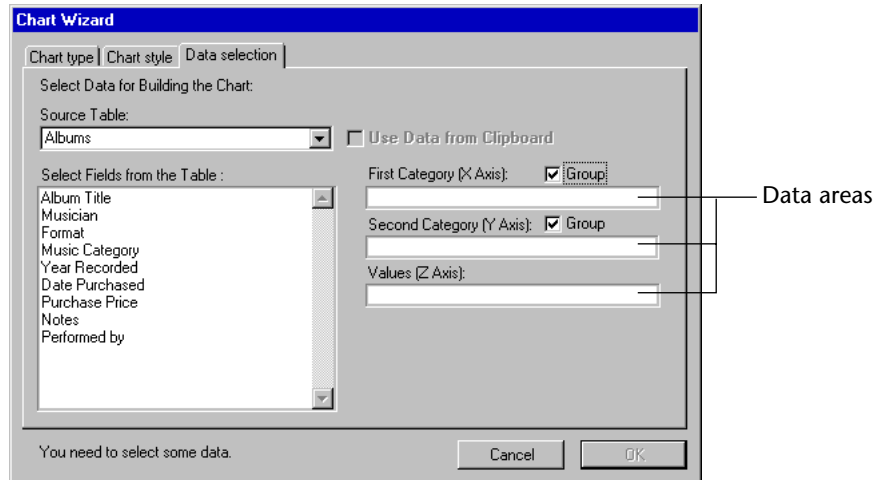 Chart Wizard
Chart type Chart style Data selection
Select Data for Building the Chart:
Source Table:
Albums
Use Data from Clipboard
Select Fields from the Table :
Album Title
Musician
Format
Music Category
Year Recorded
Date Purchased
Purchase Price
Notes
Performed by
First Category (X Axis): Group
Second Category (Y Axis): Group
Values (Z Axis):
Data areas
You need to select some data.
Cancel OK